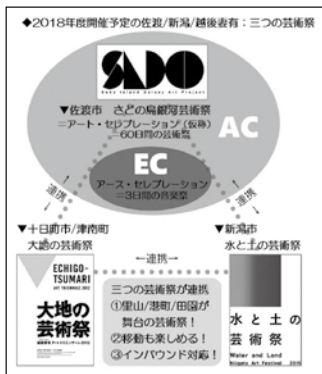 ◆2018年度開催予定の佐渡/新潟/越後表有：三つの芸術祭
SADO
Sado Island Galaxy Art Project
▼佐渡市 さどの島銀河芸術祭
＝アート・セレブレーション（仮称）
＝60日間の芸術祭
AC
EC
アース・セレブレーション
＝3日間の音楽祭
←連携→
←連携→
▼十日町市/津南町
大地の芸術祭
▼新潟市
水と土の芸術祭
←連携→
ECHIGO-
TSUMARI
ART TRIENNALE 2012
大地の
芸術祭
三つの芸術祭が連携
①里山/港町/田園が
舞台の芸術祭！
②移動も楽しめる！
③インバウンド対応！
水と土の
芸術祭
Water and Land
Niigata Art Festival 2015